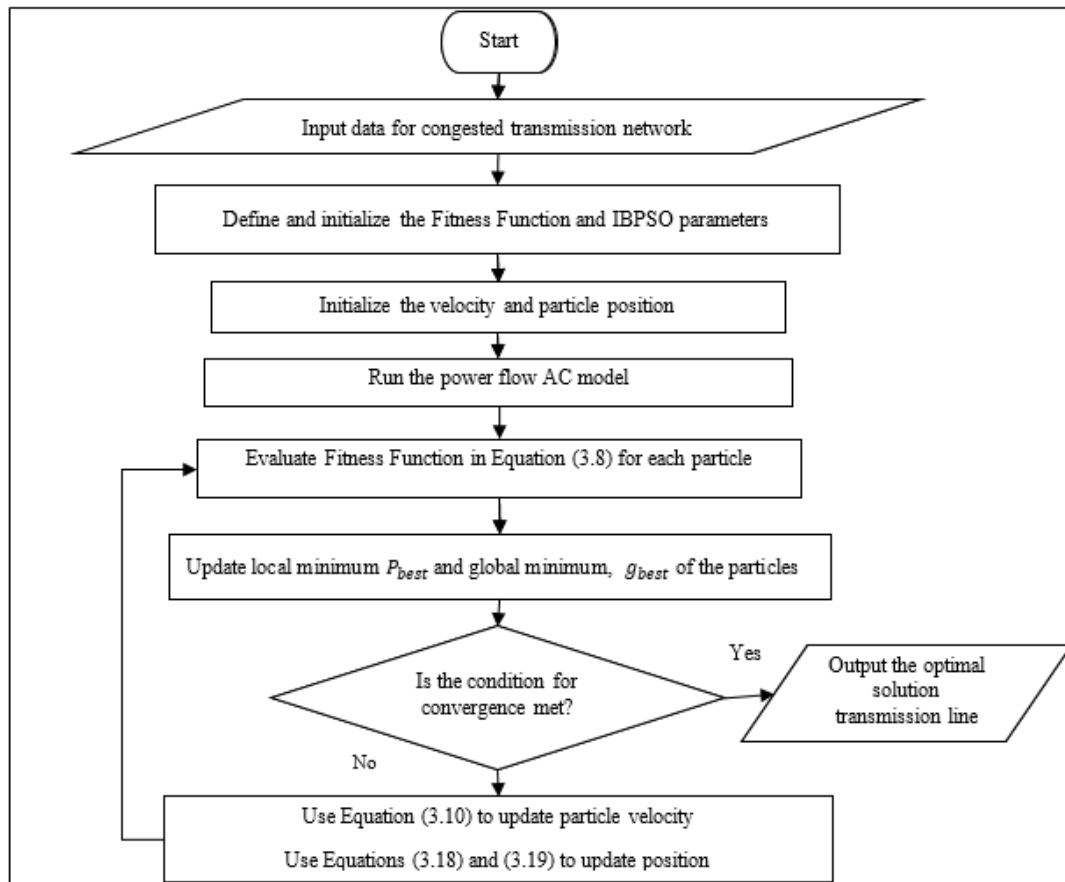 Start
Input data for congested transmission network
Define and initialize the Fitness Function and IBPSO parameters
Initialize the velocity and particle position
Run the power flow AC model
Evaluate Fitness Function in Equation (3.8) for each particle
Update local minimum P_best and global minimum, g_best of the particles
Is the condition for
convergence met?
Yes
Output the optimal
solution
transmission line
No
Use Equation (3.10) to update particle velocity
Use Equations (3.18) and (3.19) to update position